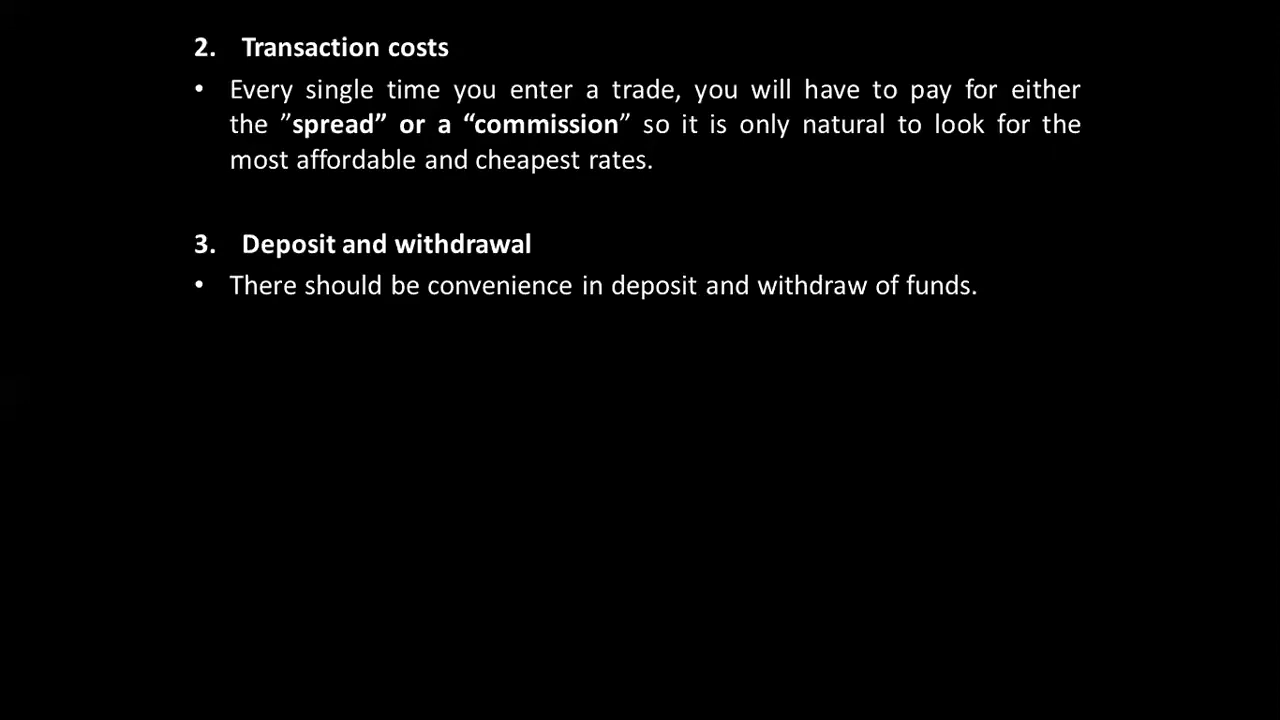 2. Transaction costs
• Every single time you enter a trade, you will have to pay for either
the ”spread” or a “commission” so it is only natural to look for the
most affordable and cheapest rates.
3. Deposit and withdrawal
• There should be convenience in deposit and withdraw of funds.